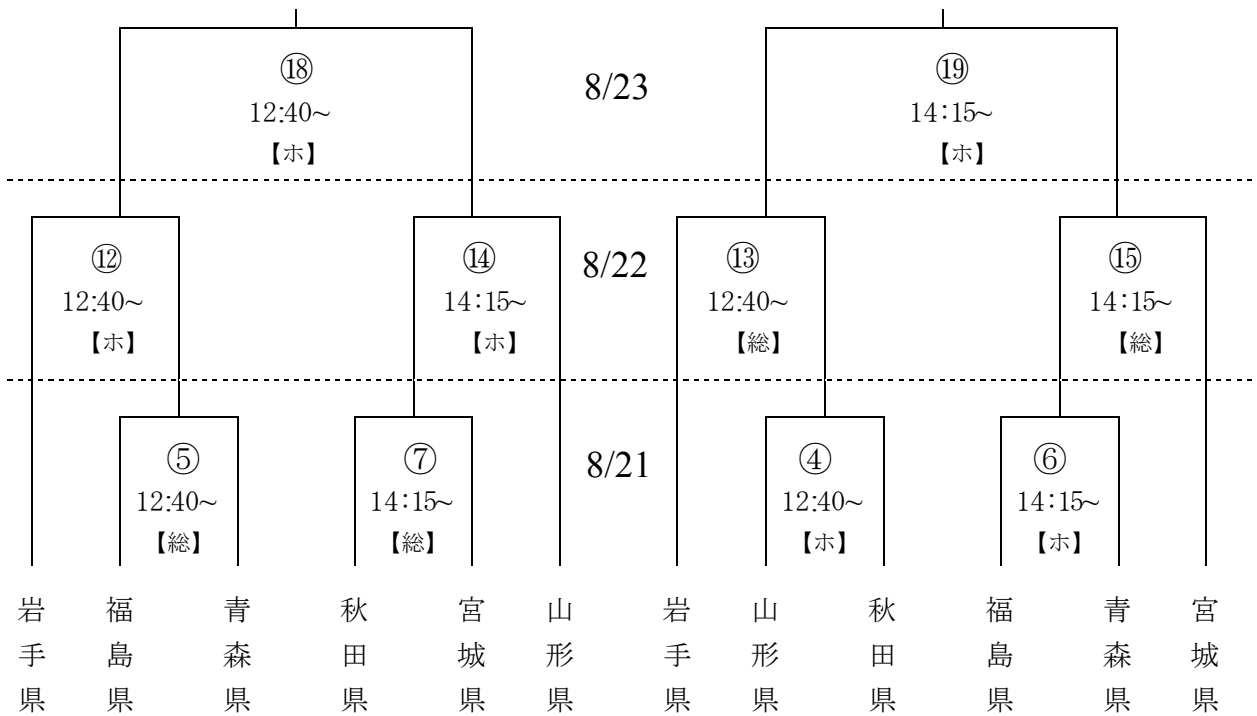 ⑱
12:40~
【ホ】
8/23
⑲
14:15~
【ホ】
⑫
12:40~
【ホ】
⑭
14:15~
【ホ】
8/22
⑬
12:40~
【総】
⑮
14:15~
【総】
⑤
12:40~
【総】
⑦
14:15~
【総】
8/21
④
12:40~
【ホ】
⑥
14:15~
【ホ】
岩手県
福島県
青森県
秋田県
宮城県
山形県
岩手県
山形県
秋田県
福島県
青森県
宮城県